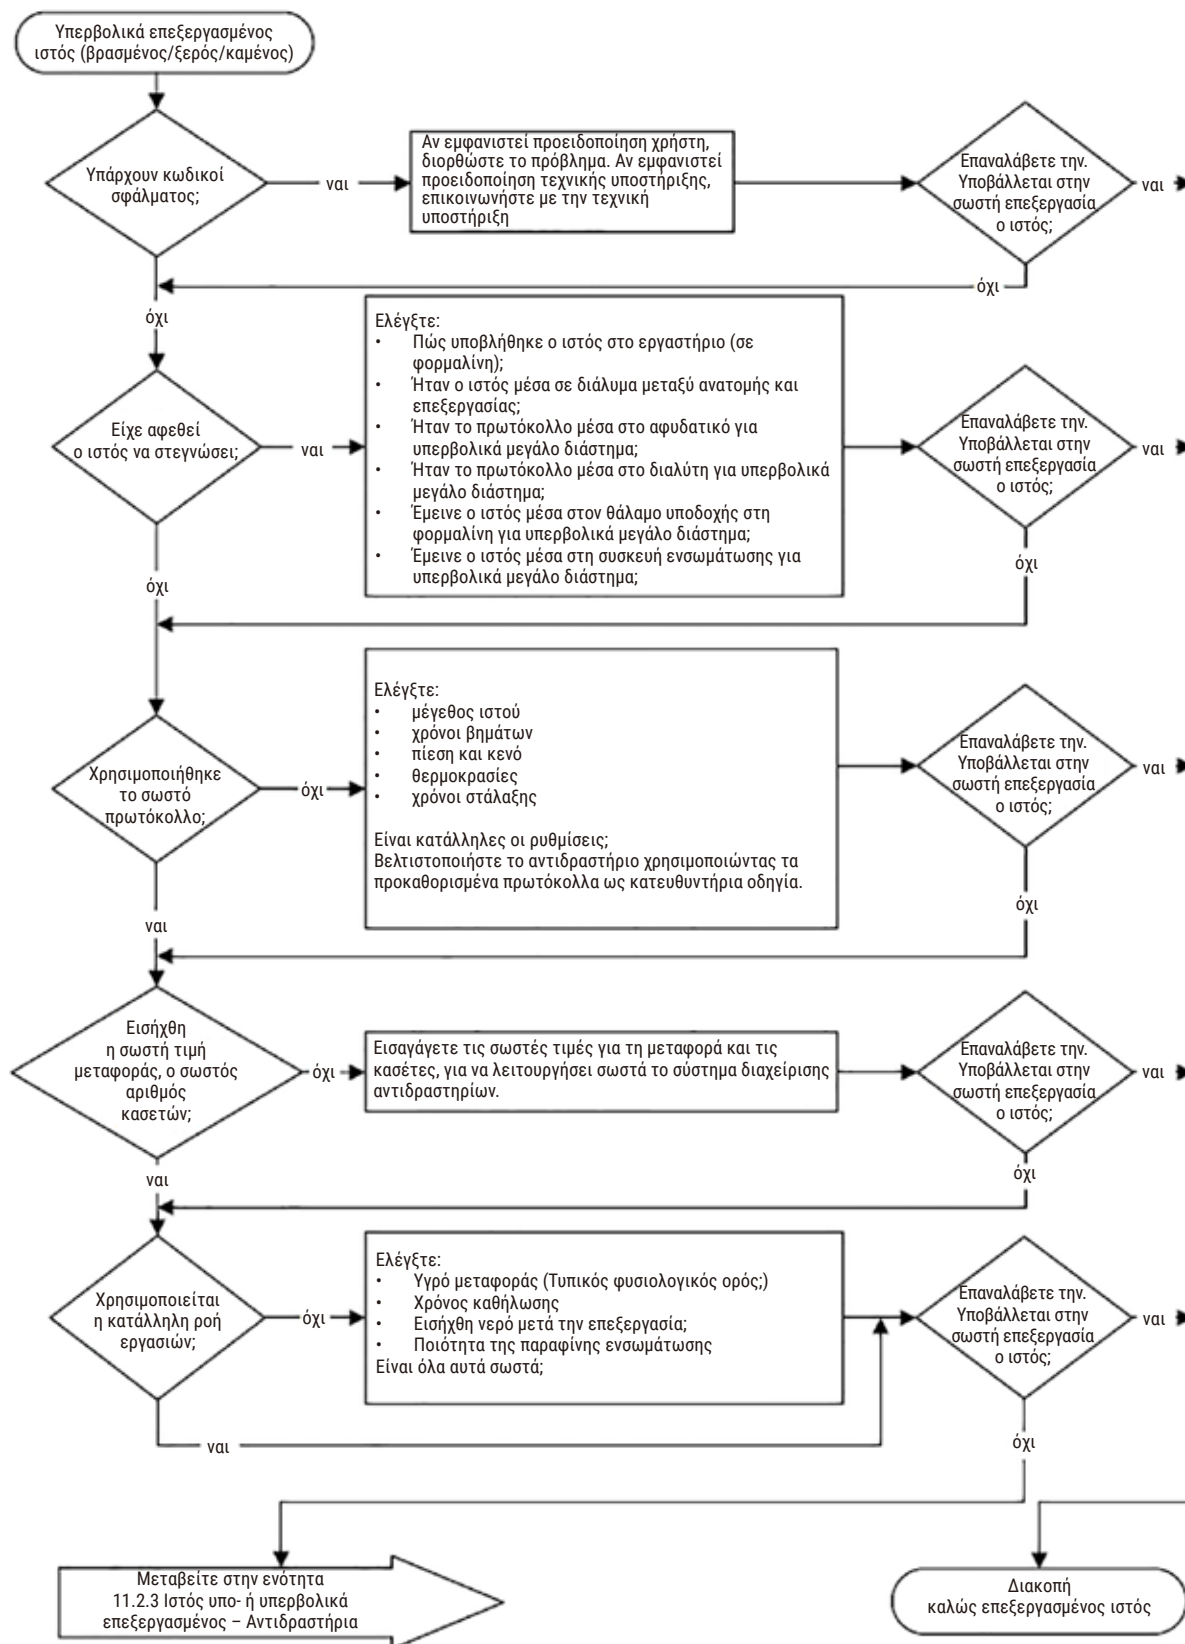 Υπερβολικά επεξεργασμένος
ιστός (βρασμένος/ξερός/καμένος)
Υπάρχουν κωδικοί
σφάλματος;
ναι
Αν εμφανιστεί προειδοποίηση χρήστη,
διορθώστε το πρόβλημα. Αν εμφανιστεί
προειδοποίηση τεχνικής υποστήριξης,
επικοινωνήστε με την τεχνική
υποστήριξη
Επαναλάβετε την.
Υποβάλλεται στην
σωστή επεξεργασία
ο ιστός;
ναι
όχι
όχι
Είχε αφεθεί
ο ιστός να στεγνώσει;
ναι
Ελέγξτε:
• Πώς υποβλήθηκε ο ιστός στο εργαστήριο (σε
φορμαλίνη);
• Ήταν ο ιστός μέσα σε διάλυμα μεταξύ ανατομής και
επεξεργασίας;
• Ήταν το πρωτόκολλο μέσα στο αφυδατικό για
υπερβολικά μεγάλο διάστημα;
• Ήταν το πρωτόκολλο μέσα στο διαλύτη για υπερβολικά
μεγάλο διάστημα;
• Έμεινε ο ιστός μέσα στον θάλαμο υποδοχής στη
φορμαλίνη για υπερβολικά μεγάλο διάστημα;
• Έμεινε ο ιστός μέσα στη συσκευή ενσωμάτωσης για
υπερβολικά μεγάλο διάστημα;
Επαναλάβετε την.
Υποβάλλεται στην
σωστή επεξεργασία
ο ιστός;
ναι
όχι
όχι
Χρησιμοποιήθηκε
το σωστό
πρωτόκολλο;
όχι
Ελέγξτε:
• μέγεθος ιστού
• χρόνοι βημάτων
• πίεση και κενό
• θερμοκρασίες
• χρόνοι στάλαξης
Είναι κατάλληλες οι ρυθμίσεις;
Βελτιστοποιήστε το αντιδραστήριο χρησιμοποιώντας τα
προκαθορισμένα πρωτόκολλα ως κατευθυντήρια οδηγία.
Επαναλάβετε την.
Υποβάλλεται στην
σωστή επεξεργασία
ο ιστός;
ναι
όχι
ναι
Εισήχθη
η σωστή τιμή
μεταφοράς, ο σωστός
αριθμός
κασετών;
όχι
Εισαγάγετε τις σωστές τιμές για τη μεταφορά και τις
κασέτες, για να λειτουργήσει σωστά το σύστημα διαχείρισης
αντιδραστηρίων.
Επαναλάβετε την.
Υποβάλλεται στην
σωστή επεξεργασία
ο ιστός;
ναι
όχι
ναι
Χρησιμοποιείται
η κατάλληλη ροή
εργασιών;
όχι
Ελέγξτε:
• Υγρό μεταφοράς (Τυπικός φυσιολογικός ορός;)
• Χρόνος καθήλωσης
• Εισήχθη νερό μετά την επεξεργασία;
• Ποιότητα της παραφίνης ενσωμάτωσης
Είναι όλα αυτά σωστά;
Επαναλάβετε την.
Υποβάλλεται στην
σωστή επεξεργασία
ο ιστός;
ναι
ναι
όχι
Μεταβείτε στην ενότητα
11.2.3 Ιστός υπο- ή υπερβολικά
επεξεργασμένος – Αντιδραστήρια
Διακοπή
καλώς επεξεργασμένος ιστός